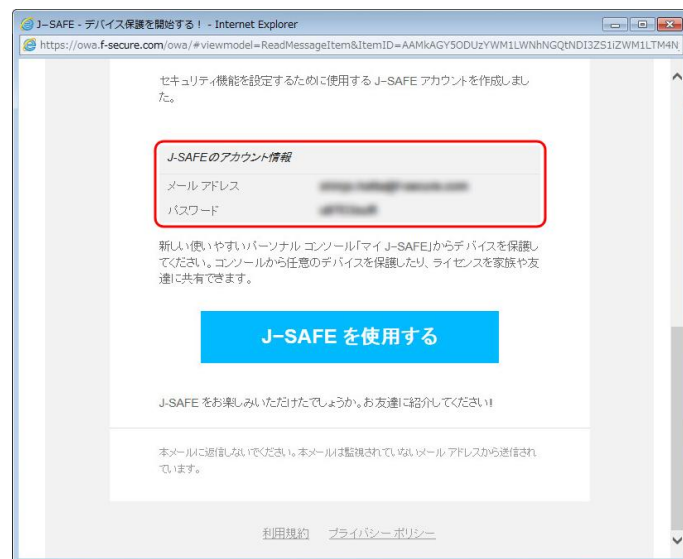 J-SAFE - デバイス保護を開始する! - Internet Explorer
https://owa.f-secure.com/owa/#viewmodel=ReadMessageItem&ItemID=AAMkAGY5ODUzYWM1LWNhNGQtNDI3ZS1iZWM1LTM4N
セキュリティ機能を設定するために使用する J-SAFE アカウントを作成しまし
た。
J-SAFEのアカウント情報
メール アドレス
パスワード
新しい使いやすいパーソナル コンソール「マイ J-SAFE」からデバイスを保護し
てください。コンソールから任意のデバイスを保護したり、ライセンスを家族や友
達に共有できます。
J-SAFE を使用する
J-SAFE をお楽しみいただけたでしょうか。お友達に紹介してください!
本メールに返信しないでください。本メールは監視されていないメール アドレスから送信され
ています。
利用規約 プライバシー ポリシー